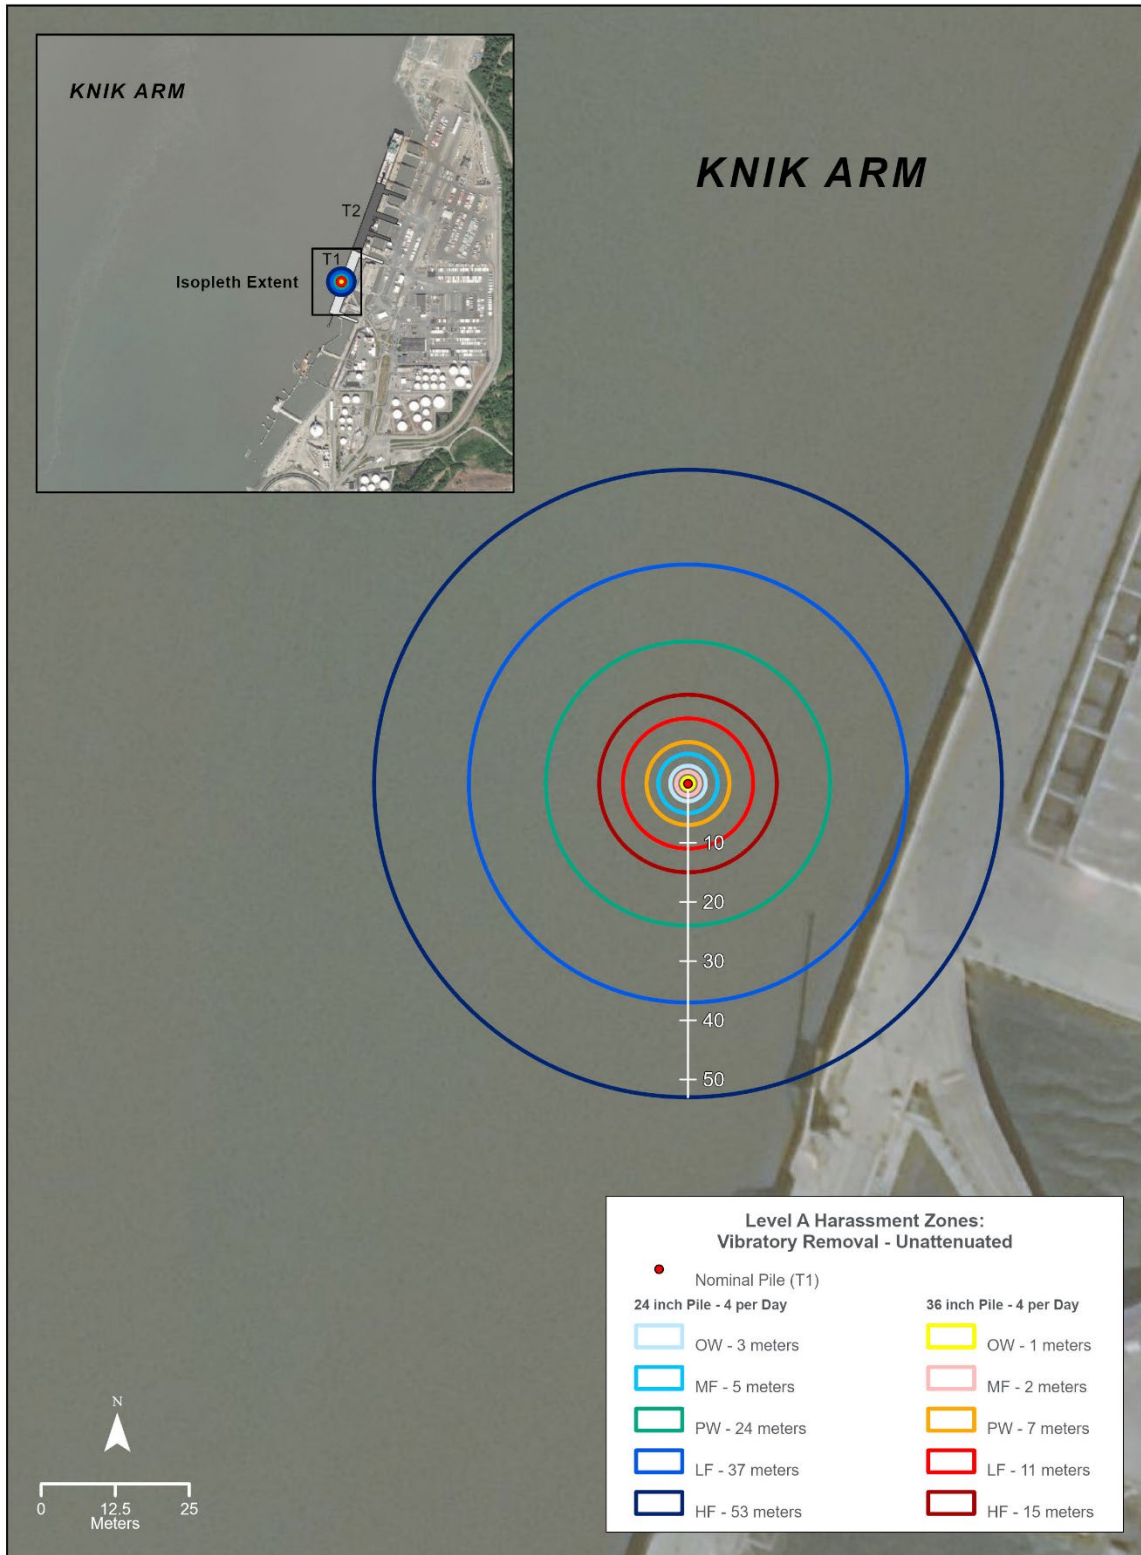 KNIK ARM
T2
T1
Isopleth Extent
KNIK ARM
10
20
30
40
50
N
0 12.5 25
Meters
Level A Harassment Zones:
Vibratory Removal - Unattenuated
Nominal Pile (T1)
24 inch Pile - 4 per Day
OW - 3 meters
MF - 5 meters
PW - 24 meters
LF - 37 meters
HF - 53 meters
36 inch Pile - 4 per Day
OW - 1 meters
MF - 2 meters
PW - 7 meters
LF - 11 meters
HF - 15 meters